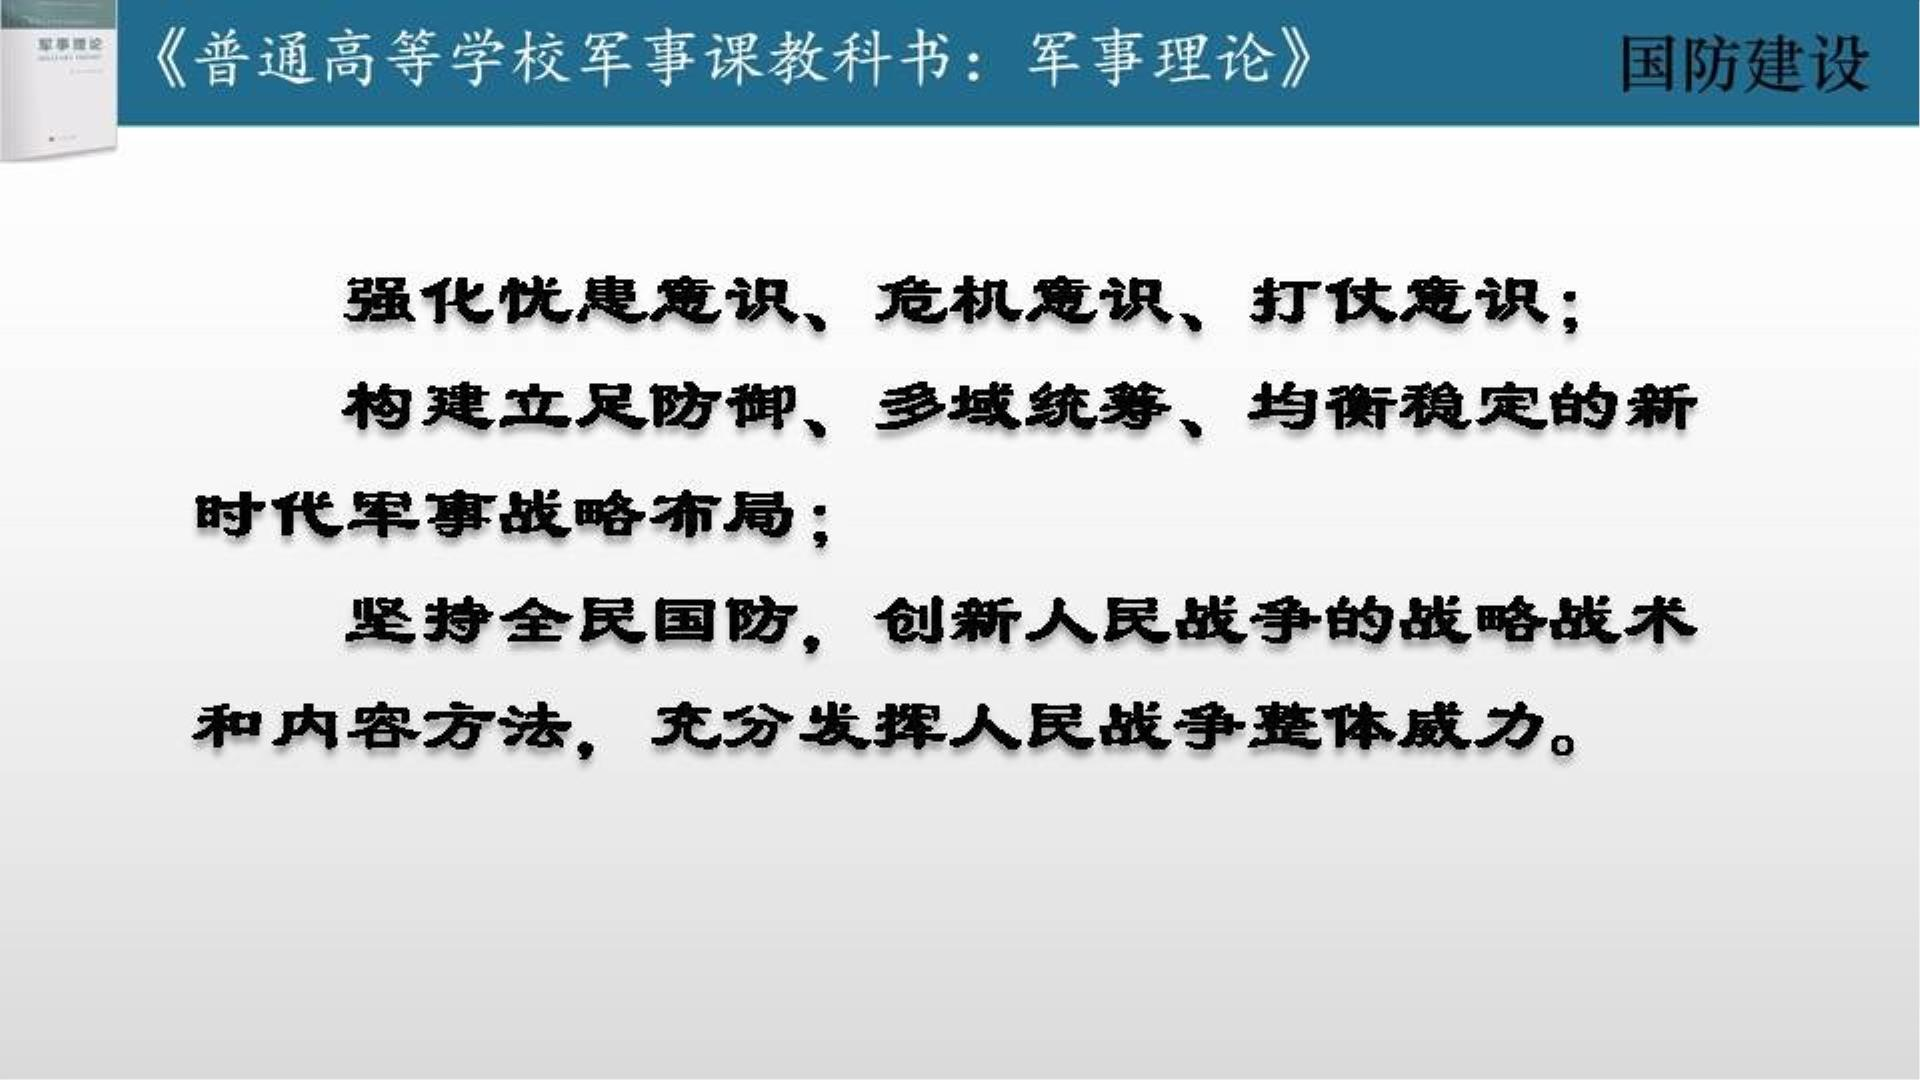 军事理论
《普通高等学校军事课教科书：军事理论》
国防建设
强化忧患意识、危机意识、打仗意识；
构建立足防御、多域统筹、均衡稳定的新
时代军事战略布局；
坚持全民国防，创新人民战争的战略战术
和内容方法，充分发挥人民战争整体威力。